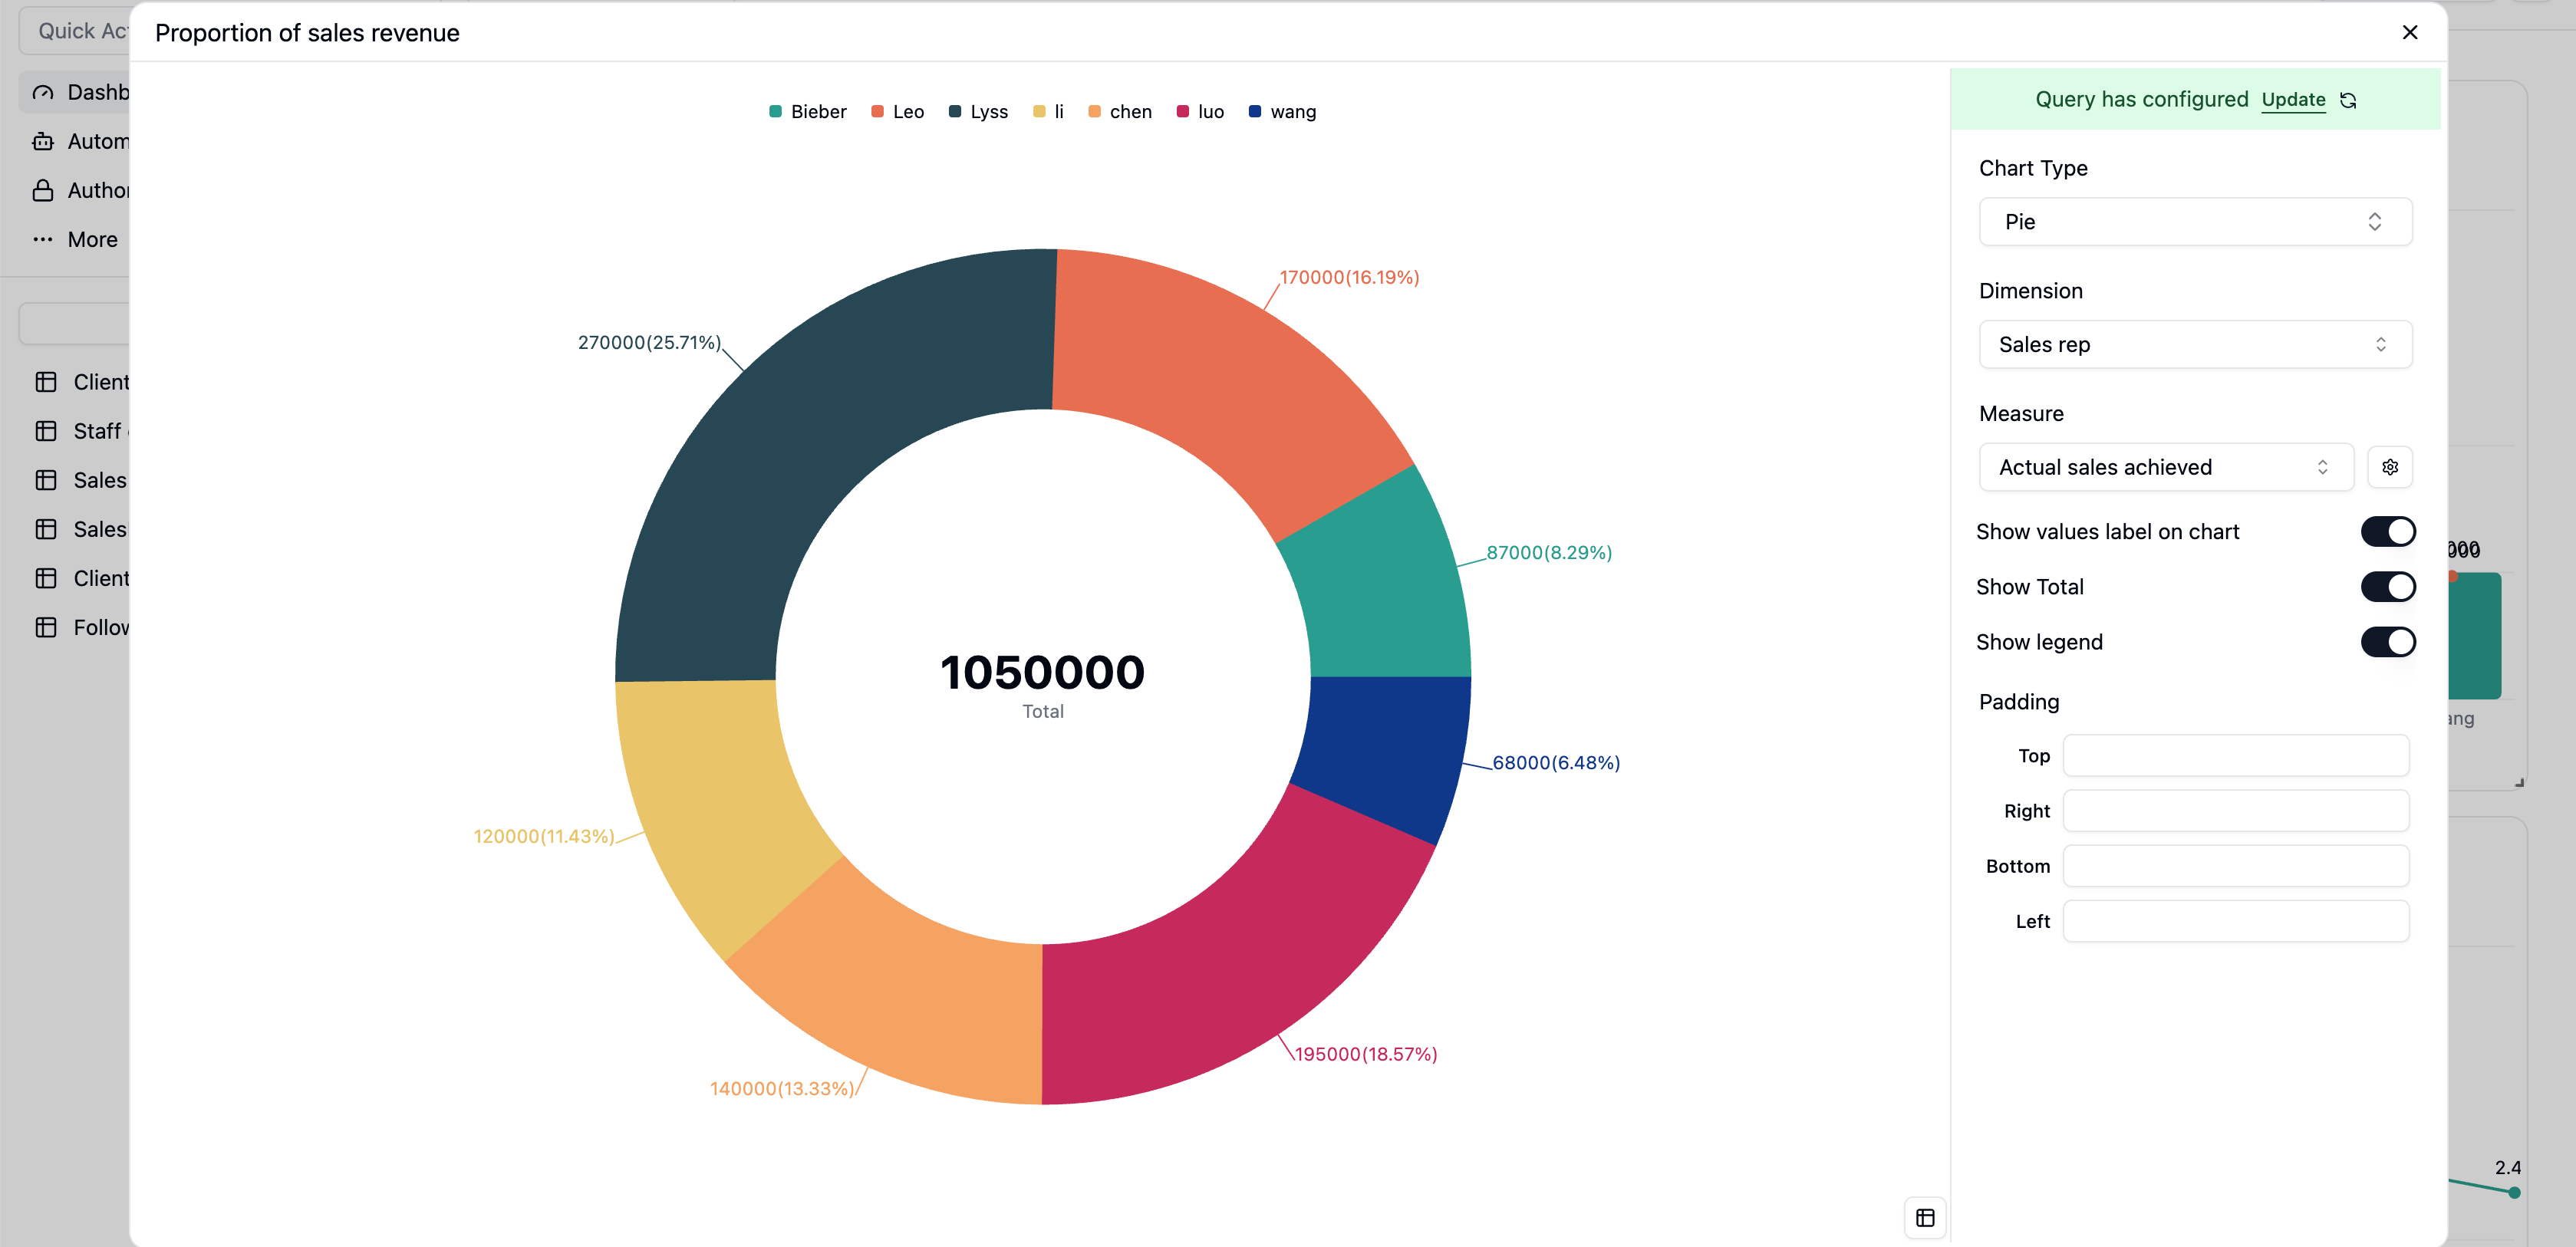 Quick Ac
Dashb
Autom
Author
More
Client
Staff
Sales
Sales
Client
Follow
Proportion of sales revenue
Bieber Leo Lyss li chen luo wang
170000(16.19%)
270000(25.71%)
87000(8.29%)
1050000
Total
68000(6.48%)
120000(11.43%)
195000(18.57%)
140000(13.33%)
Query has configured Update
Chart Type
Pie
Dimension
Sales rep
Measure
Actual sales achieved
Show values label on chart
Show Total
Show legend
Padding
Top
Right
Bottom
Left
ang
2.4